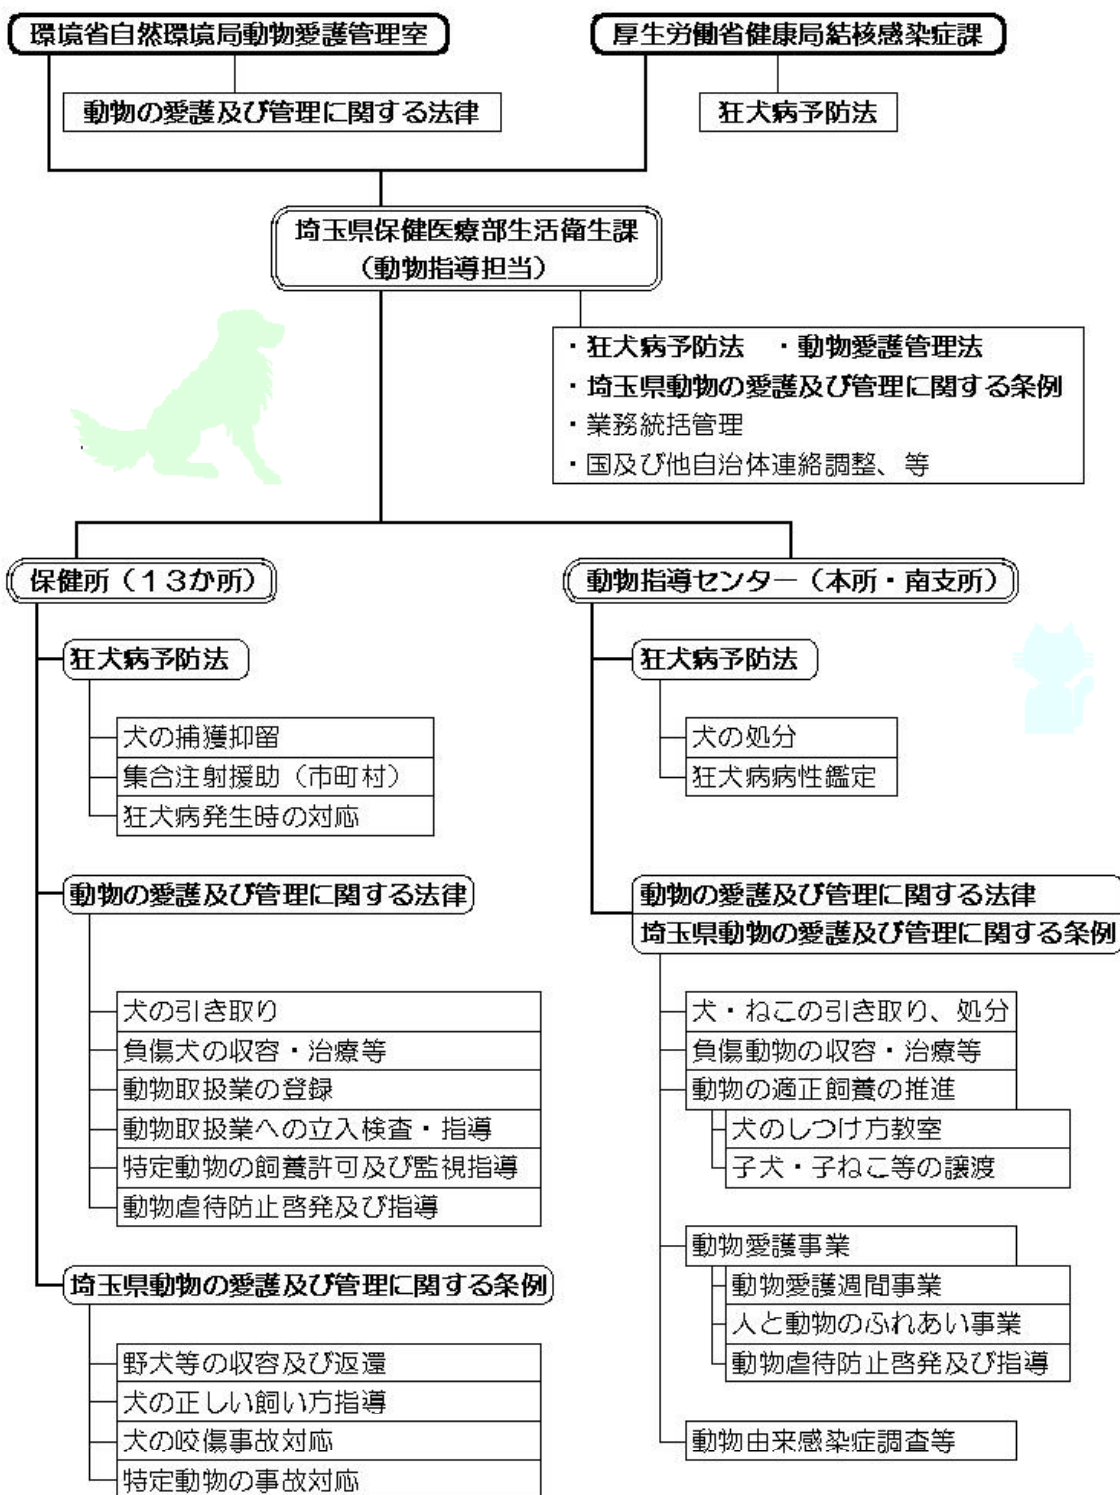 環境省自然環境局動物愛護管理室
厚生労働省健康局結核感染症課
動物の愛護及び管理に関する法律
狂犬病予防法
埼玉県保健医療部生活衛生課
（動物指導担当）
・狂犬病予防法　・動物愛護管理法
・埼玉県動物の愛護及び管理に関する条例
・業務統括管理
・国及び他自治体連絡調整、等
保健所（１３か所）
狂犬病予防法
犬の捕獲抑留
集合注射援助（市町村）
狂犬病発生時の対応
動物の愛護及び管理に関する法律
犬の引き取り
負傷犬の収容・治療等
動物取扱業の登録
動物取扱業への立入検査・指導
特定動物の飼養許可及び監視指導
動物虐待防止啓発及び指導
埼玉県動物の愛護及び管理に関する条例
野犬等の収容及び返還
犬の正しい飼い方指導
犬の咬傷事故対応
特定動物の事故対応
動物指導センター（本所・南支所）
狂犬病予防法
犬の処分
狂犬病病性鑑定
動物の愛護及び管理に関する法律
埼玉県動物の愛護及び管理に関する条例
犬・ねこの引き取り、処分
負傷動物の収容・治療等
動物の適正飼養の推進
犬のしつけ方教室
子犬・子ねこ等の譲渡
動物愛護事業
動物愛護週間事業
人と動物のふれあい事業
動物虐待防止啓発及び指導
動物由来感染症調査等